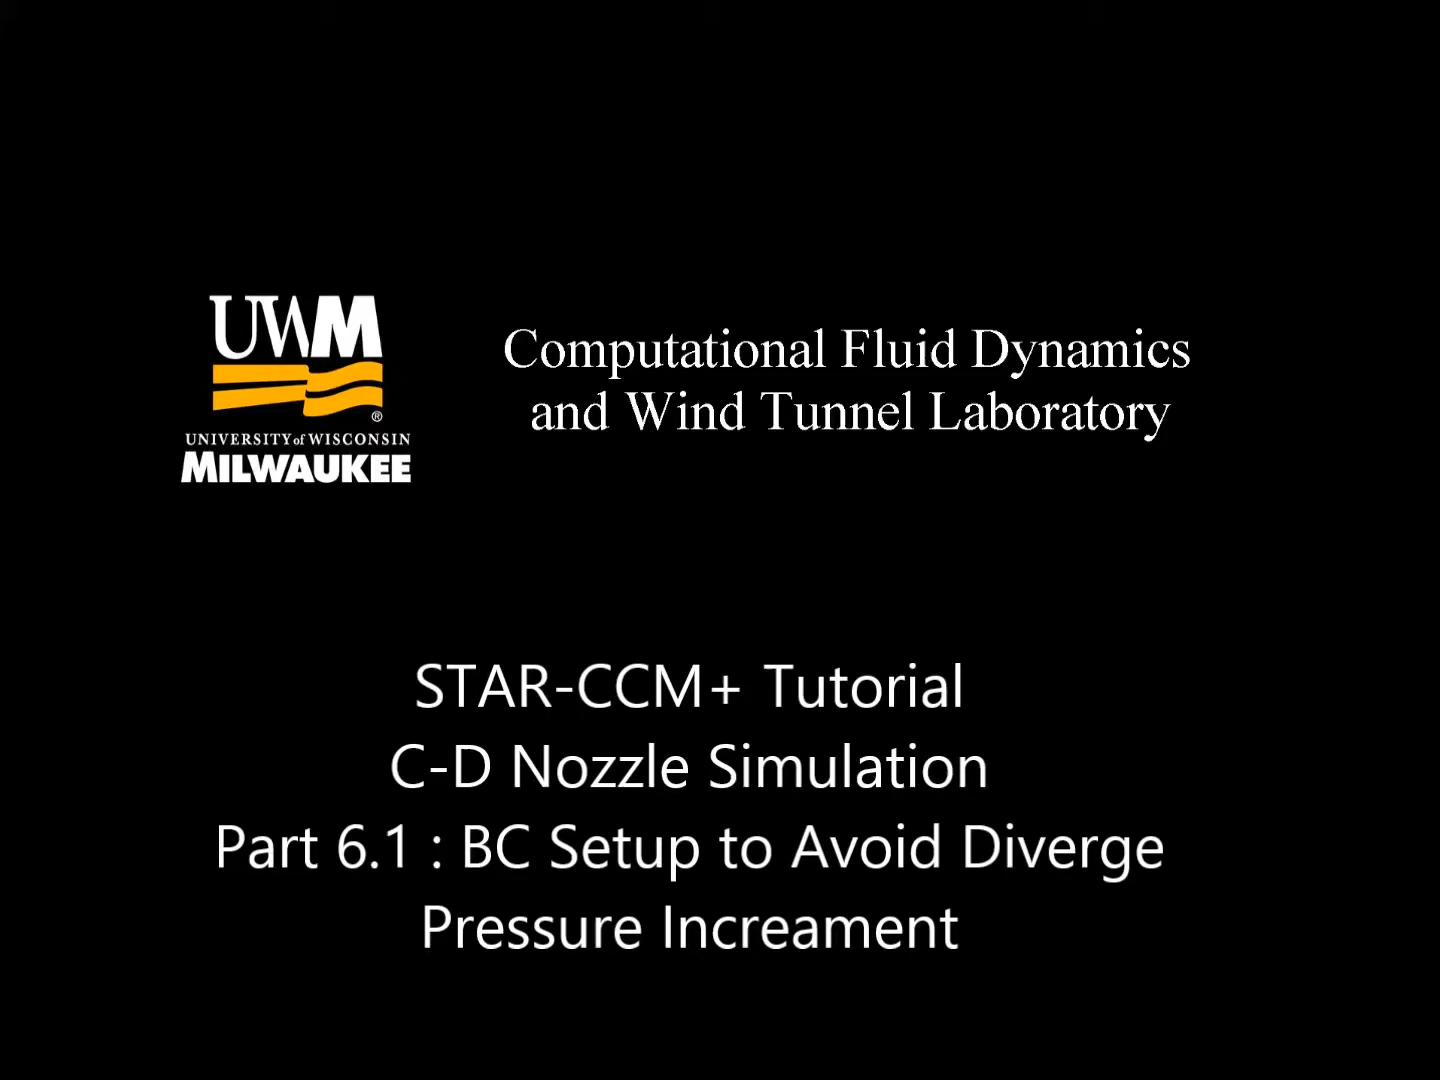 UWM
®
UNIVERSITY of WISCONSIN
MILWAUKEE
Computational Fluid Dynamics
and Wind Tunnel Laboratory
STAR-CCM+ Tutorial
C-D Nozzle Simulation
Part 6.1 : BC Setup to Avoid Diverge
Pressure Increament